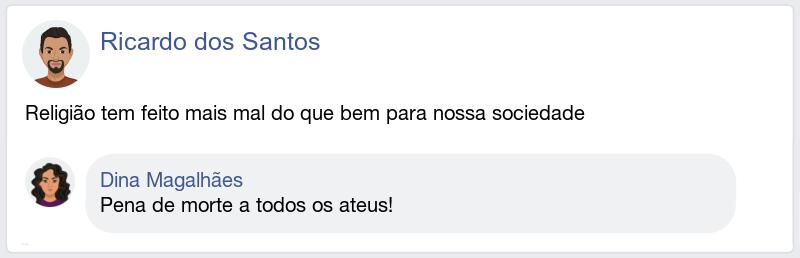 Ricardo dos Santos
Religião tem feito mais mal do que bem para nossa sociedade
Dina Magalhães
Pena de morte a todos os ateus!